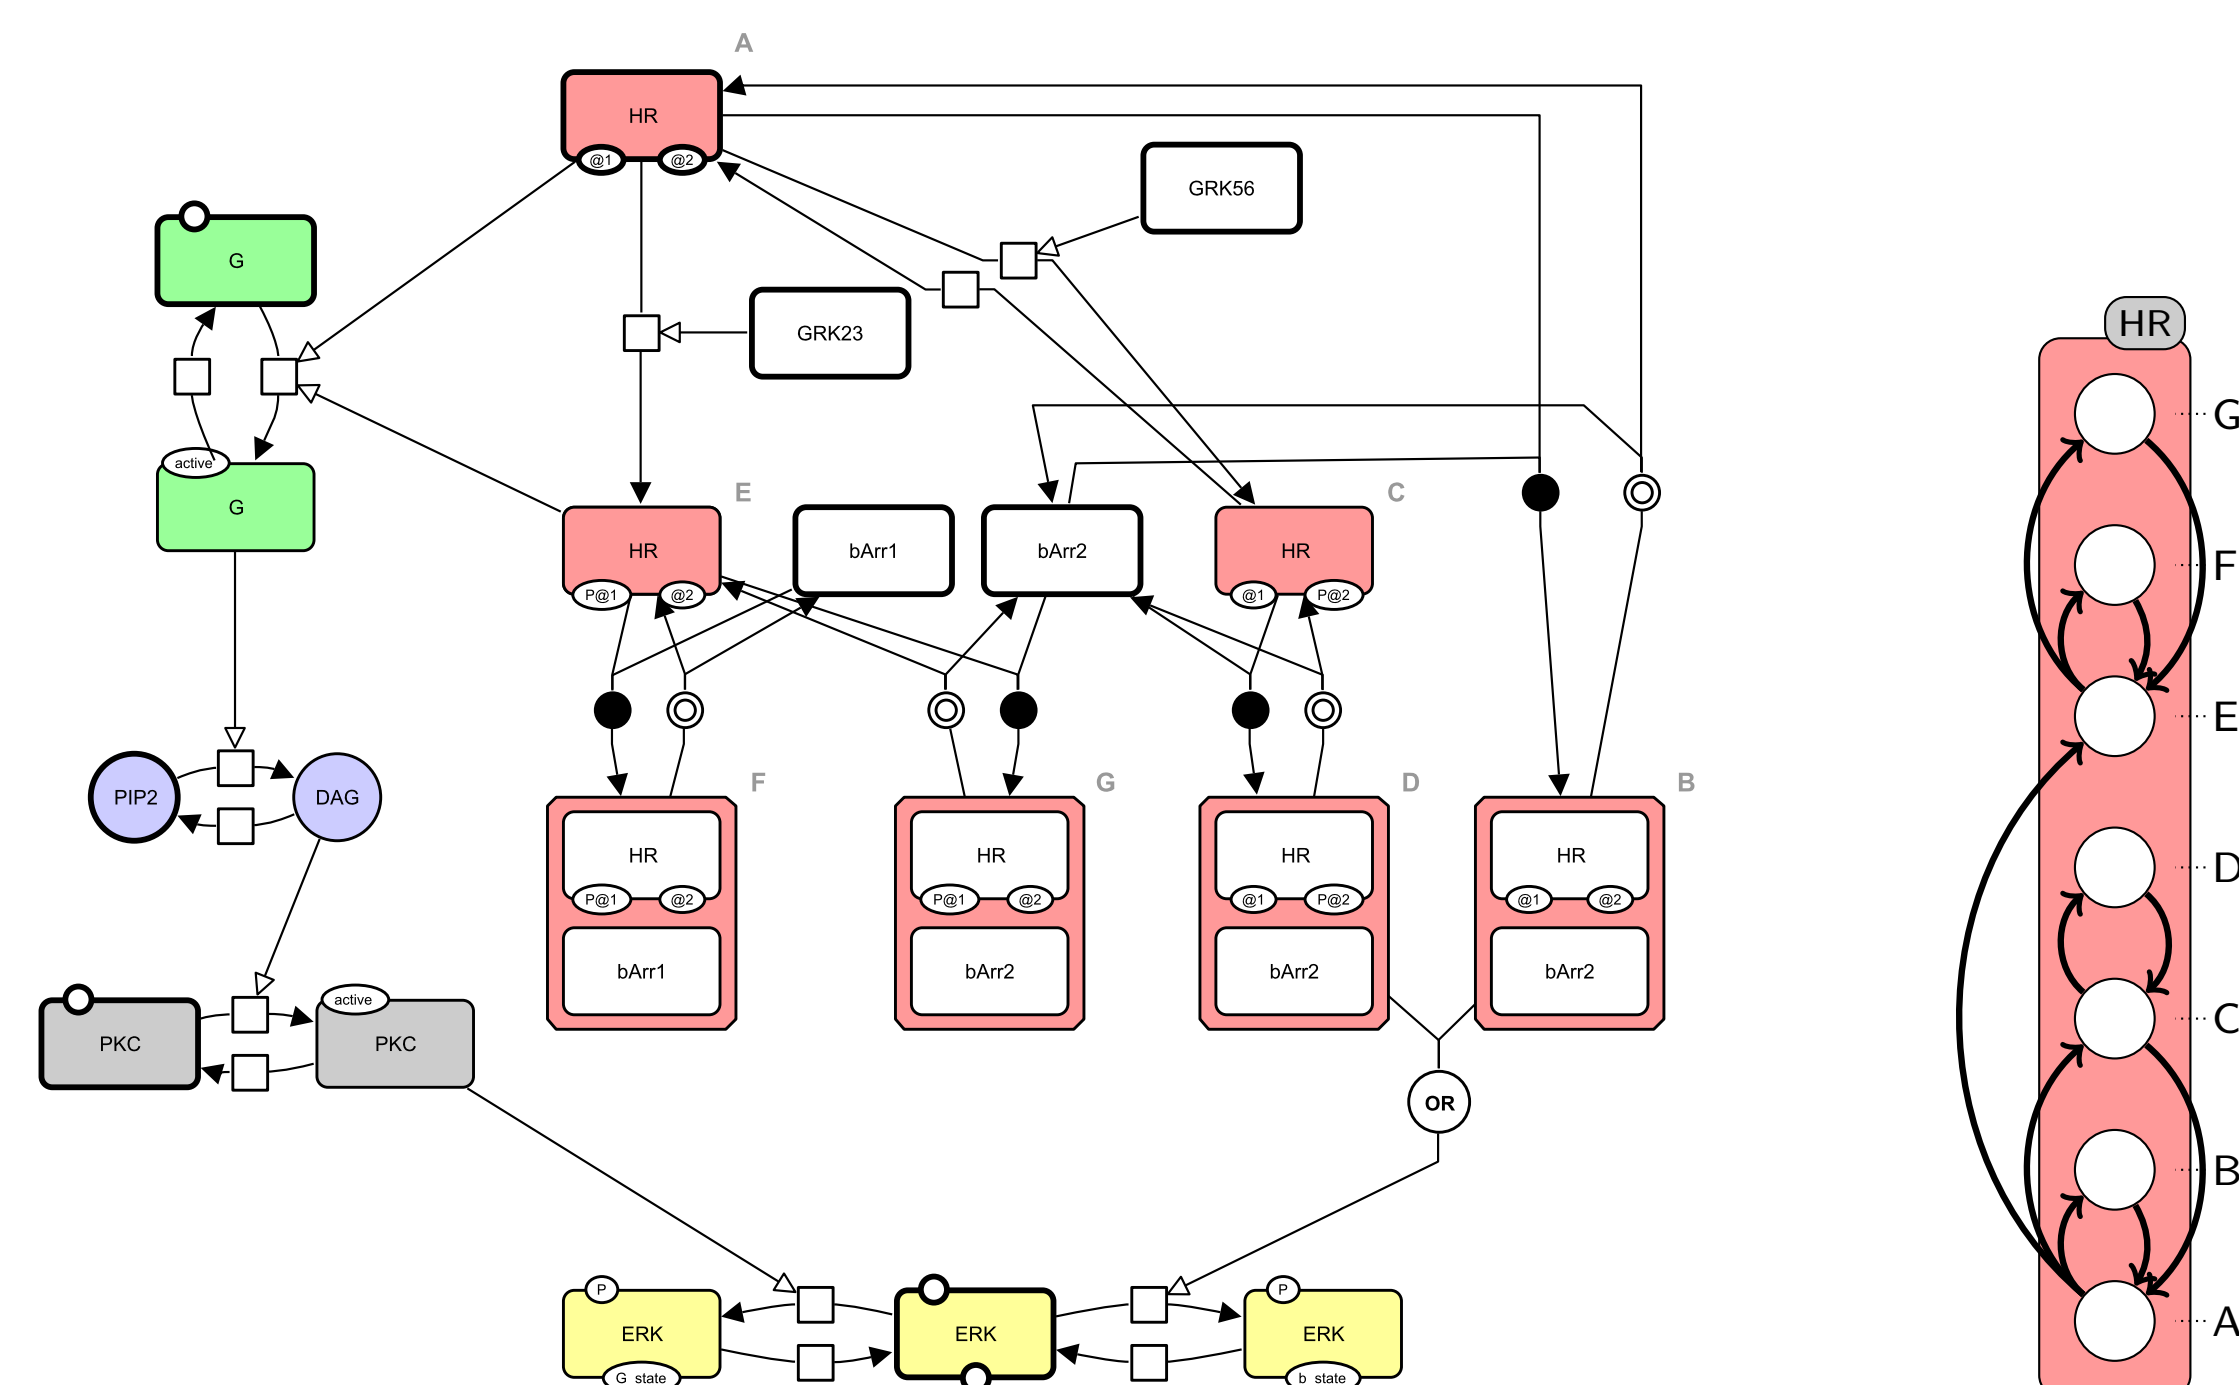 A
HR
@1
@2
GRK56
G
GRK23
HR
G
active
G
E
C
F
HR
bArr1
bArr2
HR
P@1
@2
@1
P@2
E
PIP2
DAG
F
G
D
B
HR
HR
HR
HR
D
P@1
@2
P@1
@2
@1
P@2
@1
@2
bArr1
bArr2
bArr2
bArr2
active
PKC
PKC
C
OR
B
P
P
ERK
ERK
ERK
A
G_state
b_state